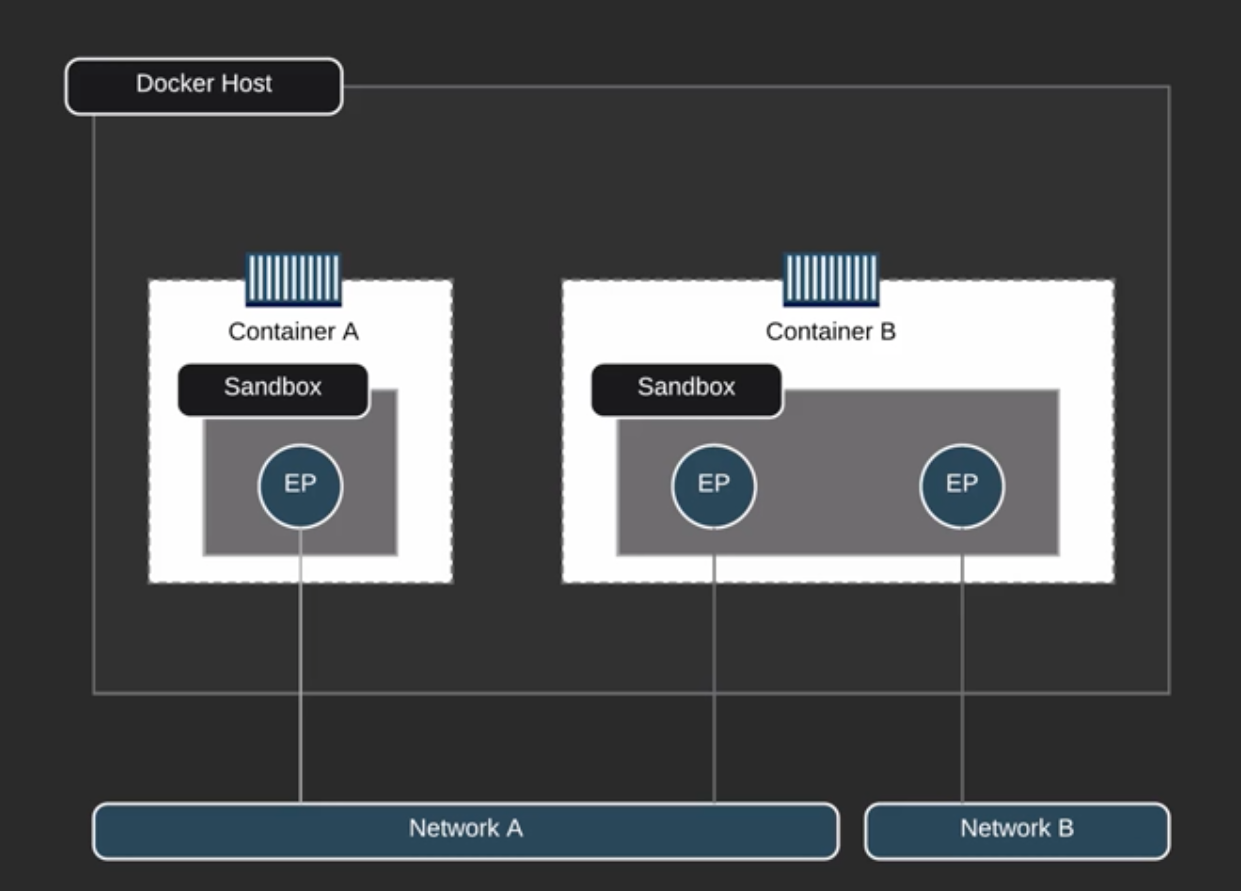 Docker Host
Container A
Container B
Sandbox
Sandbox
EP
EP
EP
Network A
Network B